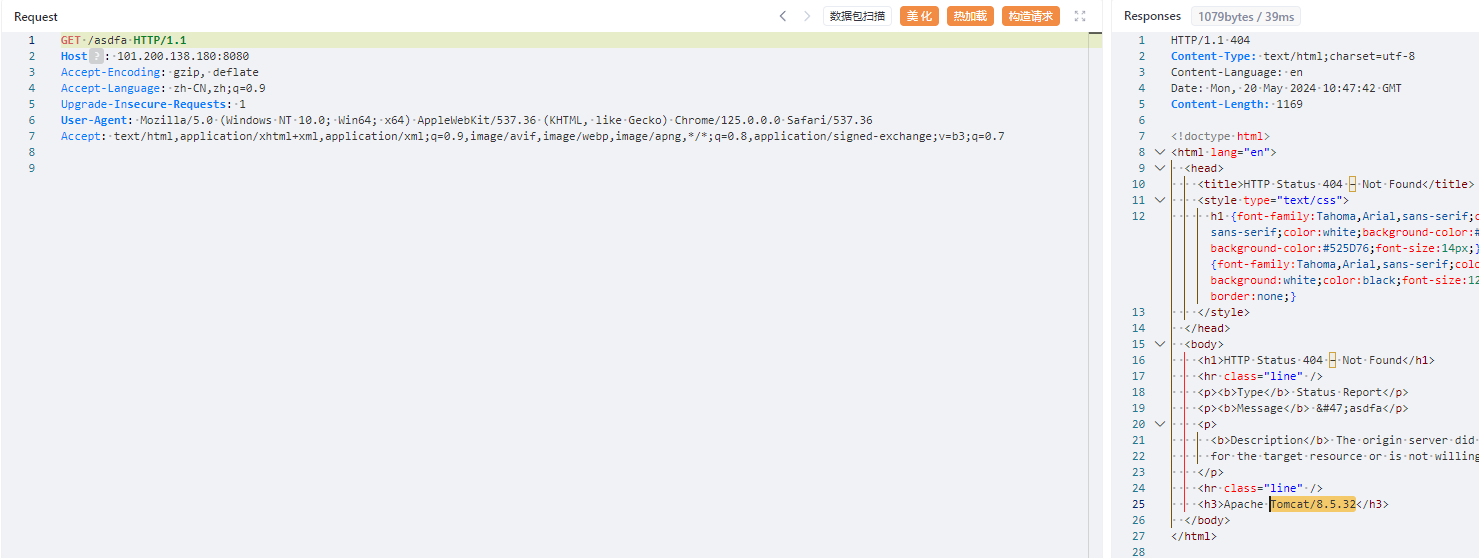 Request
数据包扫描
美化
热加载
构造请求
1 GET /asdfa HTTP/1.1
2 Host ? : 101.200.138.180:8080
3 Accept-Encoding: gzip, deflate
4 Accept-Language: zh-CN,zh;q=0.9
5 Upgrade-Insecure-Requests: 1
6 User-Agent: Mozilla/5.0 (Windows NT 10.0; Win64; x64) AppleWebKit/537.36 (KHTML, like Gecko) Chrome/125.0.0.0 Safari/537.36
7 Accept: text/html,application/xhtml+xml,application/xml;q=0.9,image/avif,image/webp,image/apng,*/*;q=0.8,application/signed-exchange;v=b3;q=0.7
8
9
Responses 1079bytes / 39ms
1 HTTP/1.1 404
2 Content-Type: text/html;charset=utf-8
3 Content-Language: en
4 Date: Mon, 20 May 2024 10:47:42 GMT
5 Content-Length: 1169
6
7 <!doctype html>
8 <html lang="en">
9 <head>
10 <title>HTTP Status 404 – Not Found</title>
11 <style type="text/css">
12 h1 {font-family:Tahoma,Arial,sans-serif;c
sans-serif;color:white;background-color:#
background-color:#525D76;font-size:14px;}
{font-family:Tahoma,Arial,sans-serif;colo
background:white;color:black;font-size:12
border:none;}
13 </style>
14 </head>
15 <body>
16 <h1>HTTP Status 404 – Not Found</h1>
17 <hr class="line" />
18 <p><b>Type</b> Status Report</p>
19 <p><b>Message</b> &#47;asdfa</p>
20 <p>
21 <b>Description</b> The origin server did
22 for the target resource or is not willing
23 </p>
24 <hr class="line" />
25 <h3>Apache Tomcat/8.5.32</h3>
26 </body>
27 </html>
28